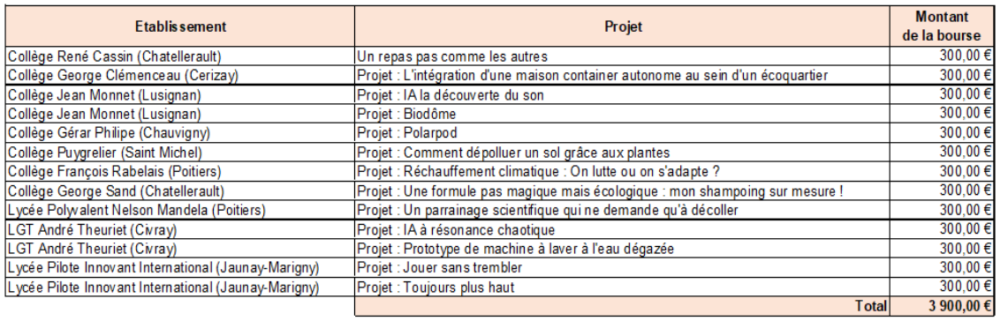 Etablissement Projet Montant de la bourse
Collège René Cassin (Chatellerault) Un repas pas comme les autres 300,00 €
Collège George Clémenceau (Cerizay) Projet : L'intégration d'une maison container autonome au sein d'un écoquartier 300,00 €
Collège Jean Monnet (Lusignan) Projet : IA la découverte du son 300,00 €
Collège Jean Monnet (Lusignan) Projet : Biodôme 300,00 €
Collège Gérar Philipe (Chauvigny) Projet : Polarpod 300,00 €
Collège Puygrelier (Saint Michel) Projet : Comment dépolluer un sol grâce aux plantes 300,00 €
Collège François Rabelais (Poitiers) Projet : Réchauffement climatique : On lutte ou on s'adapte ? 300,00 €
Collège George Sand (Chatellerault) Projet : Une formule pas magique mais écologique : mon shampoing sur mesure ! 300,00 €
Lycée Polyvalent Nelson Mandela (Poitiers) Projet : Un parrainage scientifique qui ne demande qu'à décoller 300,00 €
LGT André Theuriet (Civray) Projet : IA à résonance chaotique 300,00 €
LGT André Theuriet (Civray) Projet : Prototype de machine à laver à l'eau dégazée 300,00 €
Lycée Pilote Innovant International (Jaunay-Marigny) Projet : Jouer sans trembler 300,00 €
Lycée Pilote Innovant International (Jaunay-Marigny) Projet : Toujours plus haut 300,00 €
Total 3 900,00 €